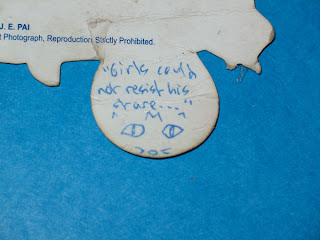 J. E. PAI
t Photograph, Reproduction Strictly Prohibited.
"Girls could
not resist his
stare..."